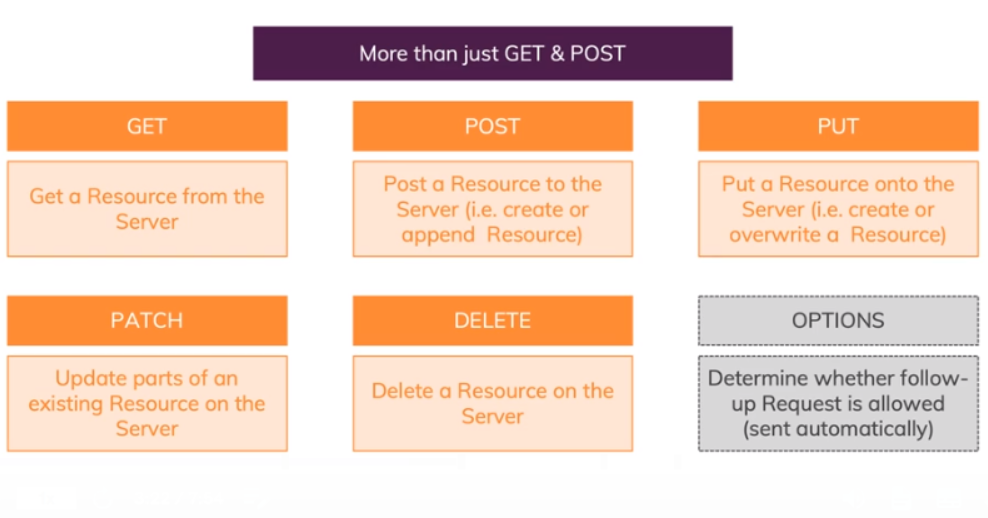 More than just GET & POST
GET
POST
PUT
Get a Resource from the
Server
Post a Resource to the
Server (i.e. create or
append Resource)
Put a Resource onto the
Server (i.e. create or
overwrite a Resource)
PATCH
DELETE
OPTIONS
Update parts of an
existing Resource on the
Server
Delete a Resource on the
Server
Determine whether follow-
up Request is allowed
(sent automatically)